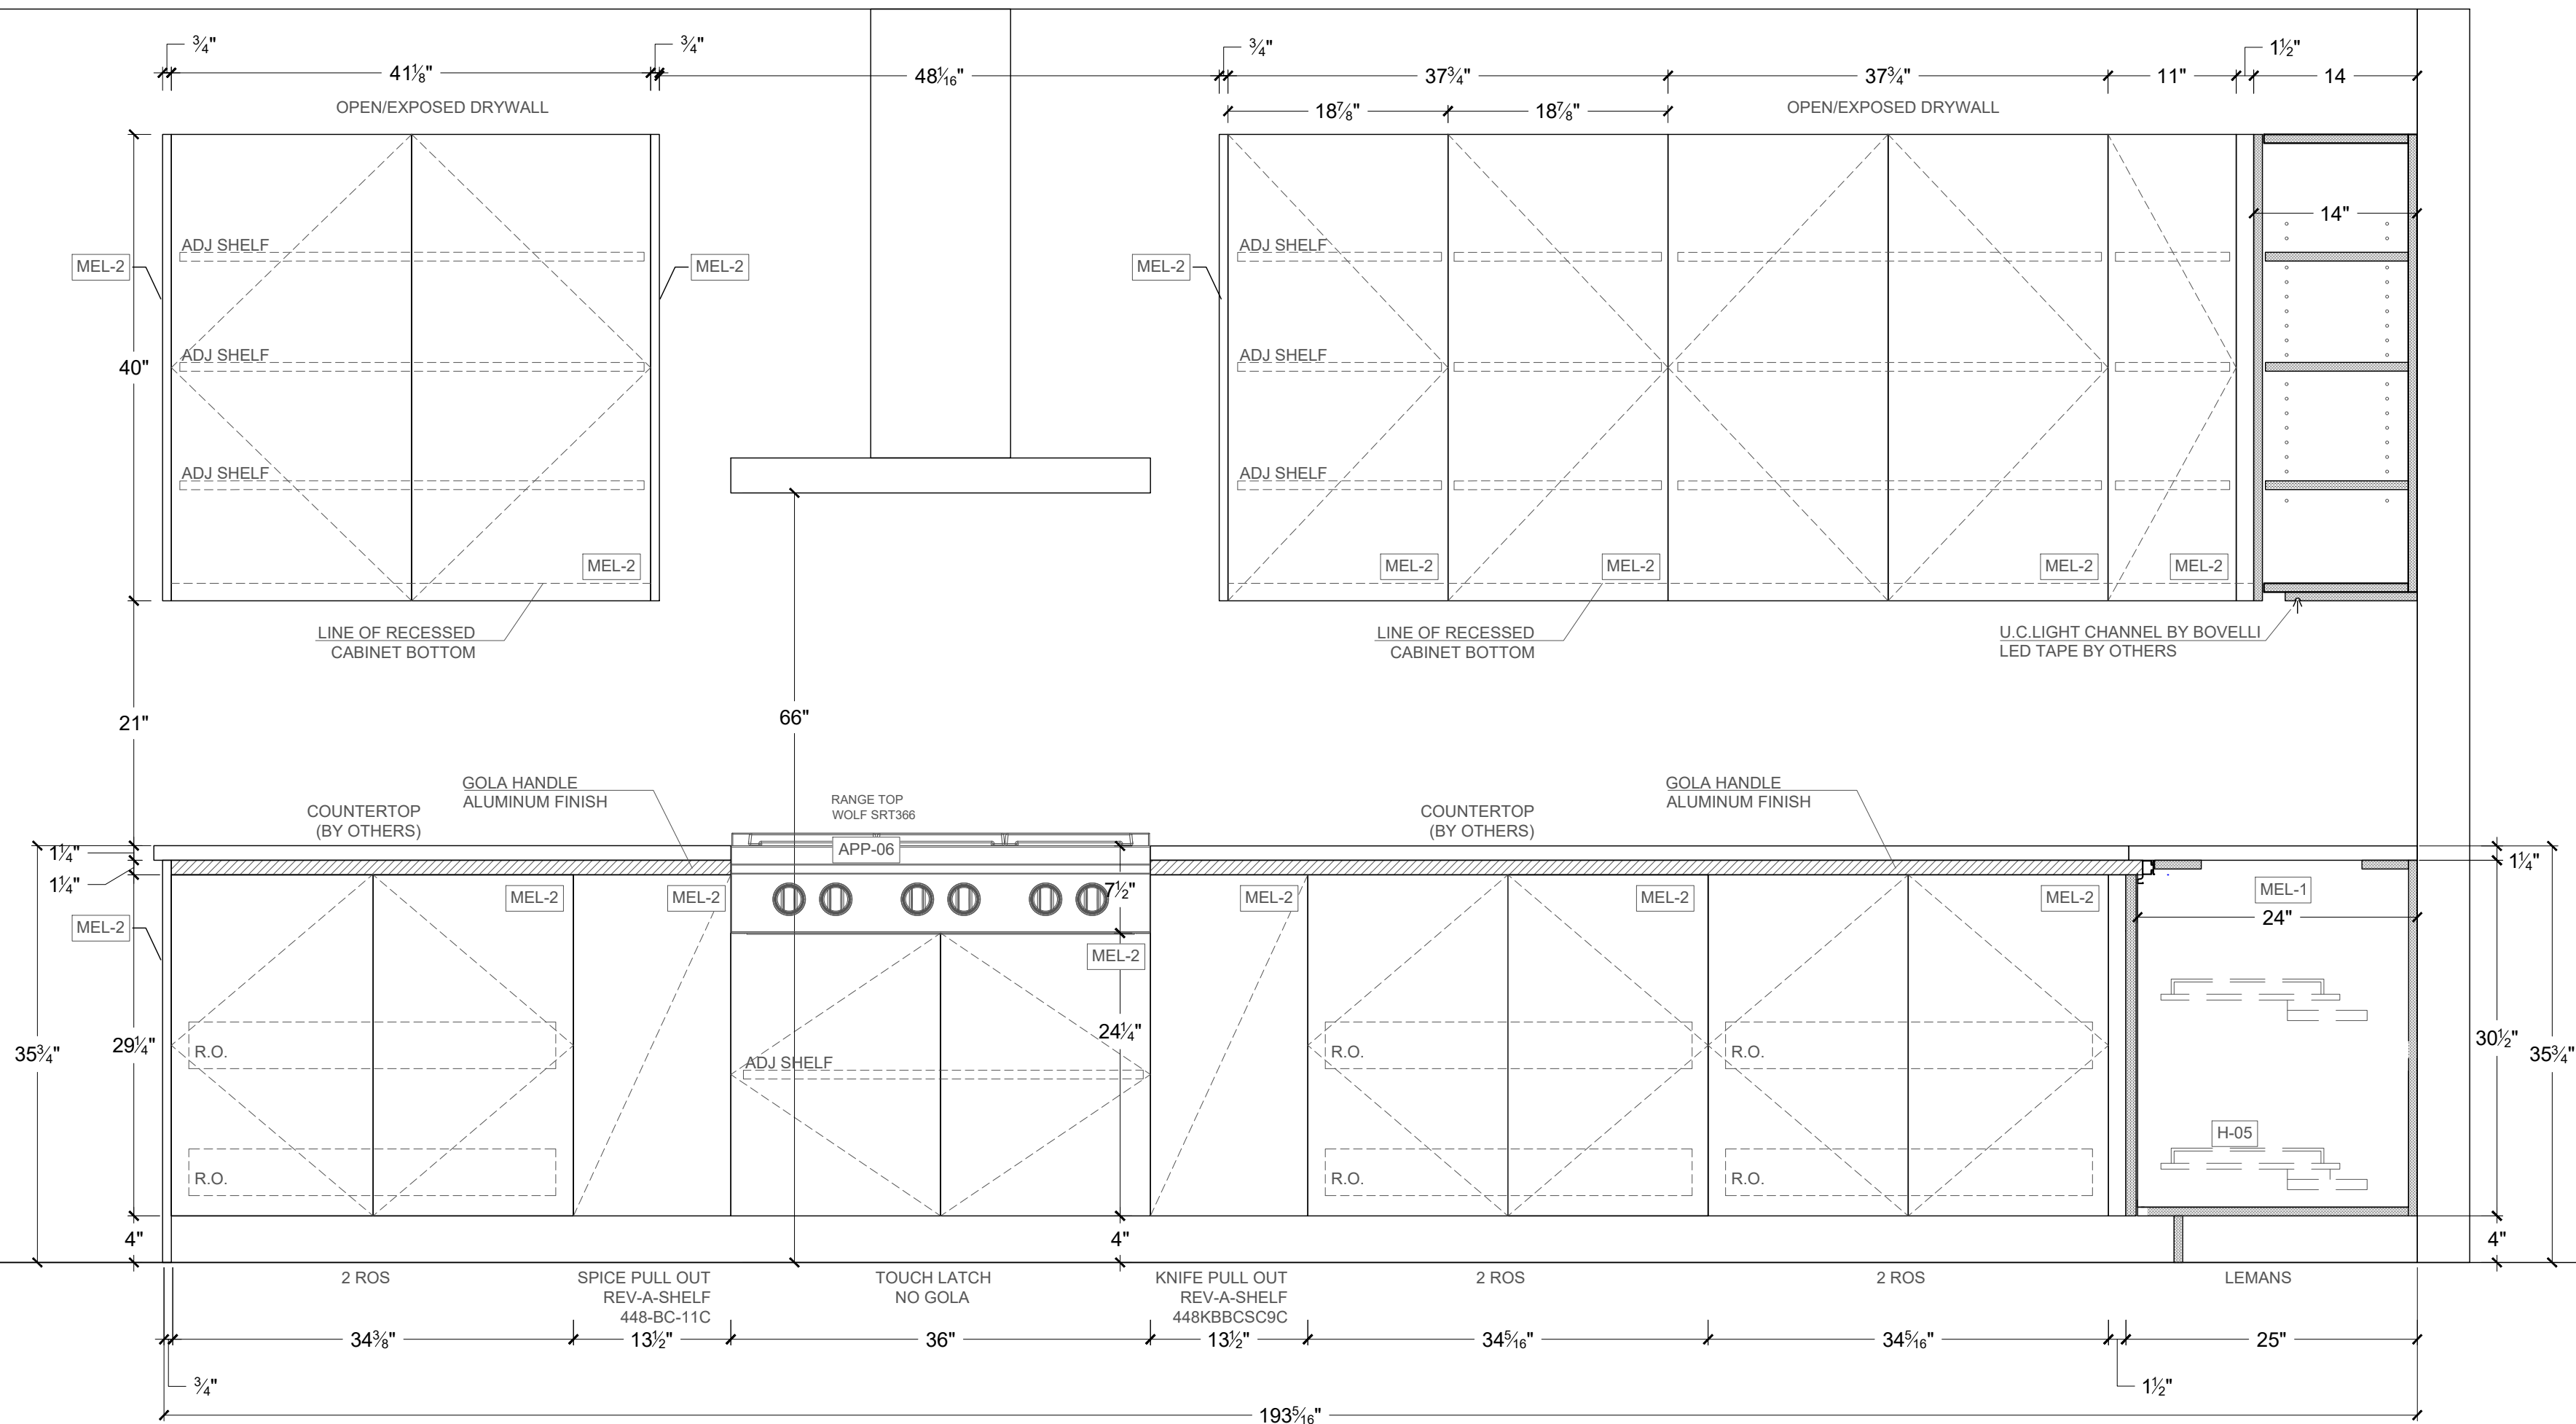 ¾"
¾"
¾"
1½"
41⅛"
48 1⁄16"
37¾"
37¾"
11"
14
OPEN/EXPOSED DRYWALL
18⅞"
18⅞"
OPEN/EXPOSED DRYWALL
14"
ADJ SHELF
ADJ SHELF
MEL-2
MEL-2
MEL-2
40"
ADJ SHELF
ADJ SHELF
ADJ SHELF
ADJ SHELF
MEL-2
MEL-2
MEL-2
MEL-2
MEL-2
LINE OF RECESSED
CABINET BOTTOM
LINE OF RECESSED
CABINET BOTTOM
U.C.LIGHT CHANNEL BY BOVELLI
LED TAPE BY OTHERS
21"
66"
GOLA HANDLE
ALUMINUM FINISH
GOLA HANDLE
ALUMINUM FINISH
COUNTERTOP
(BY OTHERS)
RANGE TOP
WOLF SRT366
COUNTERTOP
(BY OTHERS)
1¼"
APP-06
1¼"
1¼"
MEL-2
MEL-2
MEL-2
7½"
MEL-2
MEL-2
MEL-2
MEL-1
24"
MEL-2
35¾"
29¼"
R.O.
ADJ SHELF
24¼"
R.O.
R.O.
30½"
35¾"
H-05
R.O.
R.O.
R.O.
4"
4"
4"
2 ROS
SPICE PULL OUT
REV-A-SHELF
448-BC-11C
TOUCH LATCH
NO GOLA
KNIFE PULL OUT
REV-A-SHELF
448KBBCSC9C
2 ROS
2 ROS
LEMANS
34⅜"
13½"
36"
13½"
34 5⁄16"
34 5⁄16"
25"
¾"
1½"
193 5⁄16"